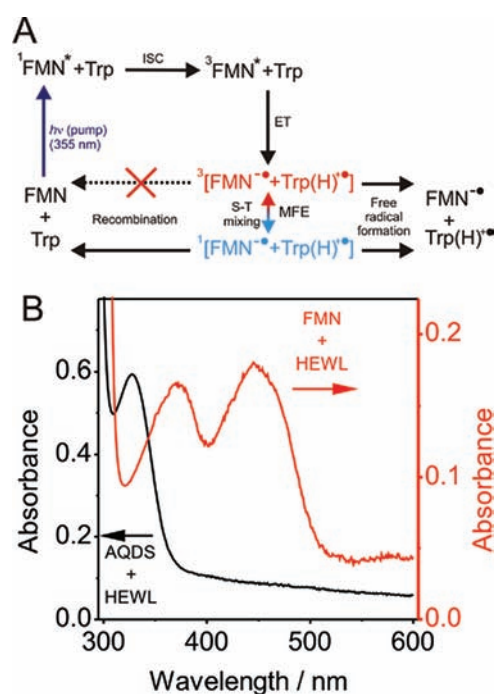 A
¹FMN* +Trp
ISC
³FMN* +Trp
hν (pump)
(355 nm)
ET
FMN
+
Trp
Recombination
³[FMN⁻• +Trp(H)⁺•]
S-T
mixing
MFE
¹[FMN⁻• +Trp(H)⁺•]
Free
radical
formation
FMN⁻•
+
Trp(H)⁺•
B
FMN
+
HEWL
AQDS
+
HEWL
Absorbance
0.6
0.4
0.2
0.0
Absorbance
0.2
0.1
0.0
300
400
500
600
Wavelength / nm